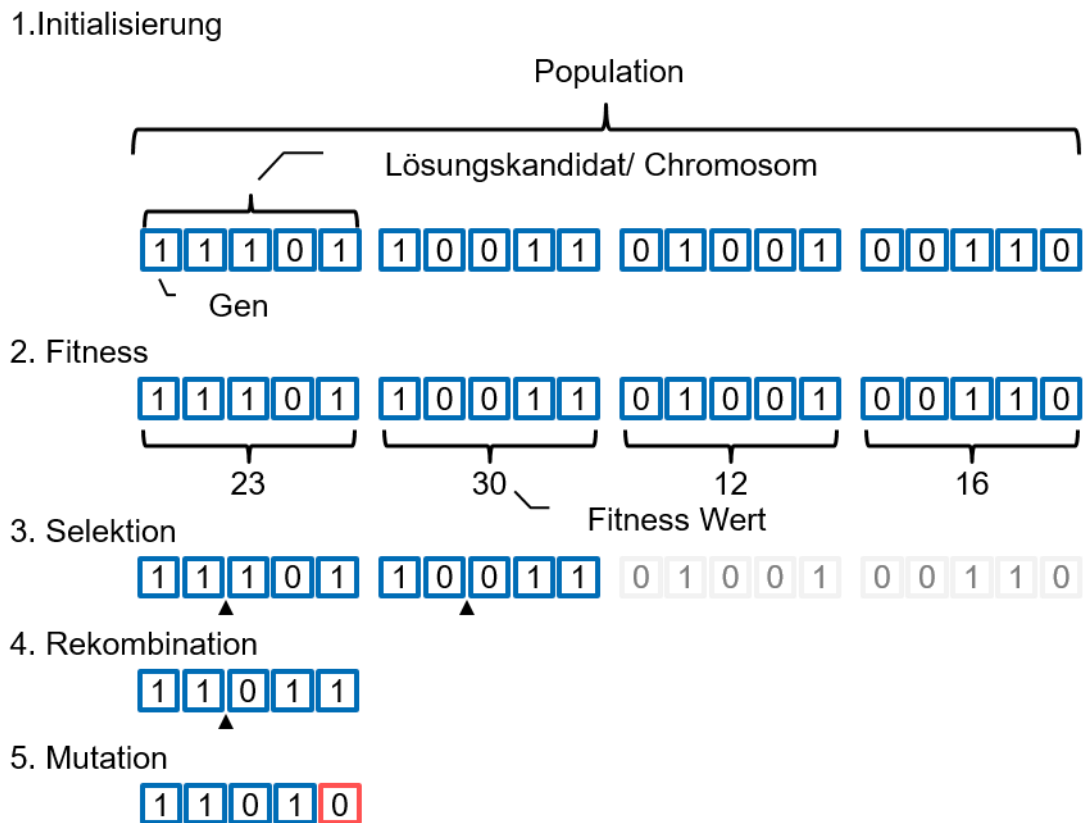 1.Initialisierung
Population
Lösungskandidat/ Chromosom
1 1 1 0 1 1 0 0 1 1 0 1 0 0 1 0 0 1 1 0
Gen
2. Fitness
1 1 1 0 1 1 0 0 1 1 0 1 0 0 1 0 0 1 1 0
23 30 12 16
Fitness Wert
3. Selektion
1 1 1 0 1 1 0 0 1 1 0 1 0 0 1 0 0 1 1 0
4. Rekombination
1 1 0 1 1
5. Mutation
1 1 0 1 0